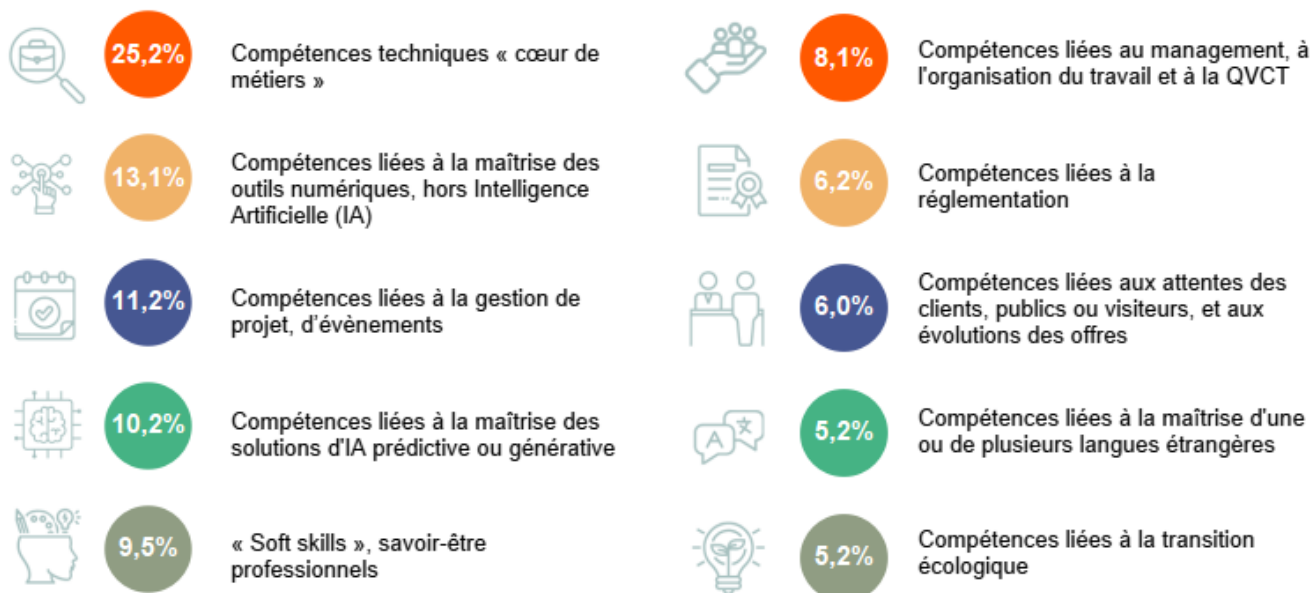 25,2%
Compétences techniques « cœur de
métiers »
13,1%
Compétences liées à la maîtrise des
outils numériques, hors Intelligence
Artificielle (IA)
11,2%
Compétences liées à la gestion de
projet, d'évènements
10,2%
Compétences liées à la maîtrise des
solutions d'IA prédictive ou générative
9,5%
« Soft skills », savoir-être
professionnels
8,1%
Compétences liées au management, à
l'organisation du travail et à la QVCT
6,2%
Compétences liées à la
réglementation
6,0%
Compétences liées aux attentes des
clients, publics ou visiteurs, et aux
évolutions des offres
A 文
5,2%
Compétences liées à la maîtrise d'une
ou de plusieurs langues étrangères
5,2%
Compétences liées à la transition
écologique